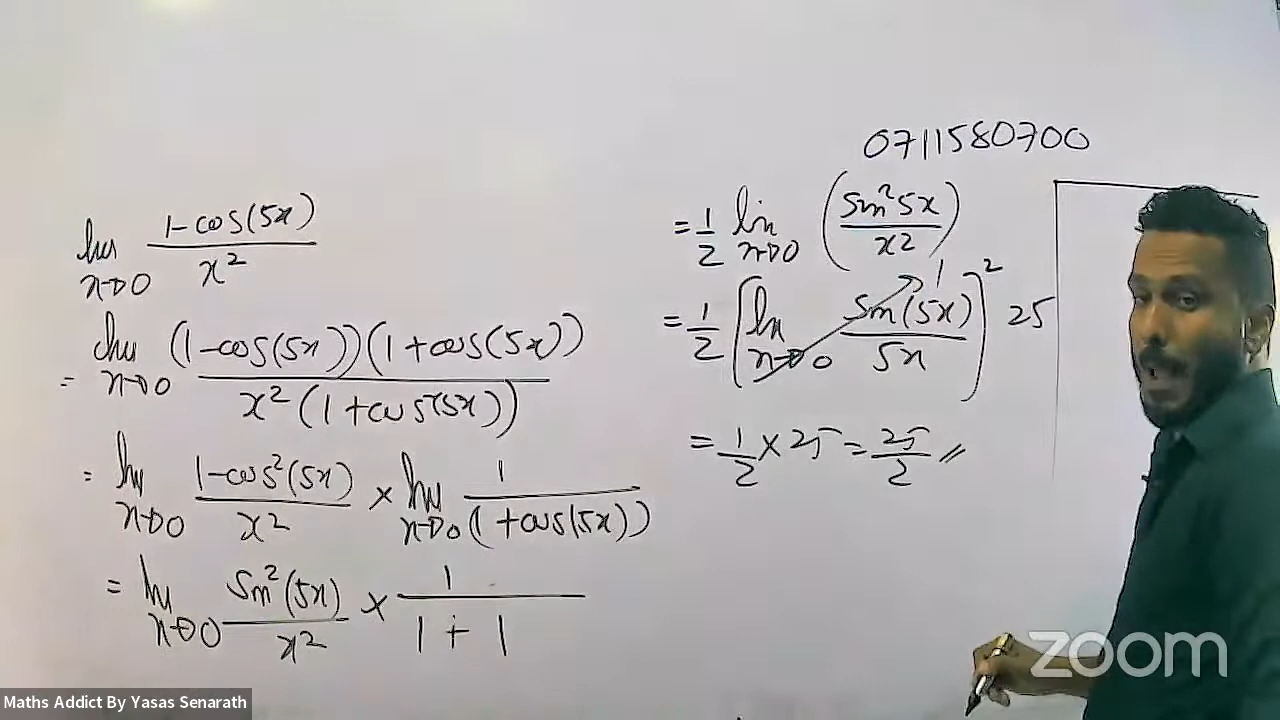 lim x→0 (1-cos(5x))/x²
= lim x→0 ((1-cos(5x))(1+cos(5x)))/(x²(1+cos(5x)))
= lim x→0 (1-cos²(5x))/x² × lim x→0 1/(1+cos(5x))
= lim x→0 sin²(5x)/x² × 1/(1+1)
0711580700
= 1/2 lim x→0 (sin²5x/x²)
= 1/2 [lim x→0 sin(5x)/5x]² 25 1
= 1/2 × 25 = 25/2 //
zoom
Maths Addict By Yasas Senarath